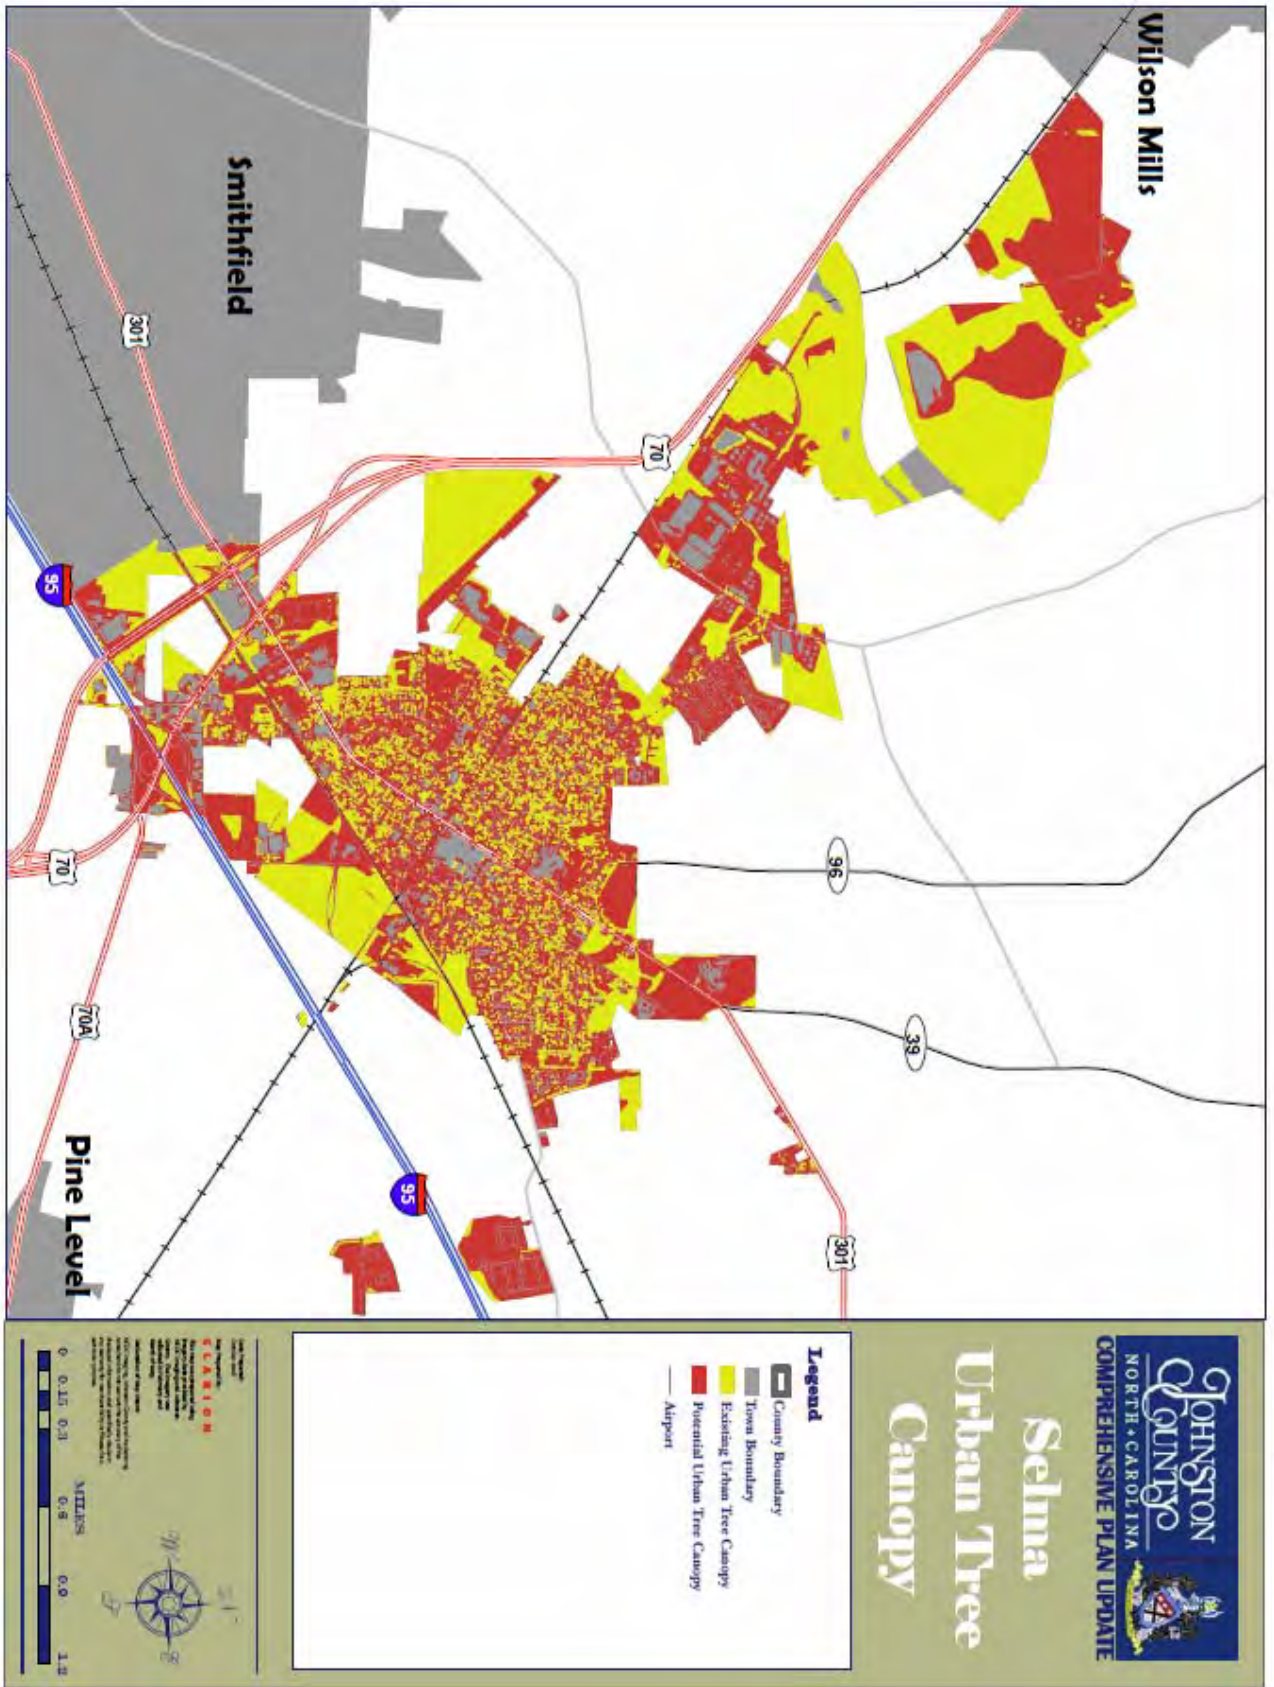 Wilson Mills
Smithfield
301
70
95
96
39
70
70A
95
301
Pine Level
JOHNSTON
COUNTY
NORTH CAROLINA
COMPREHENSIVE PLAN UPDATE
Selma
Urban Tree
Canopy
Legend
County Boundary
Town Boundary
Existing Urban Tree Canopy
Potential Urban Tree Canopy
Airport
CLARION
N
W
E
S
MILES
0 0.15 0.3 0.6 0.9 1.2